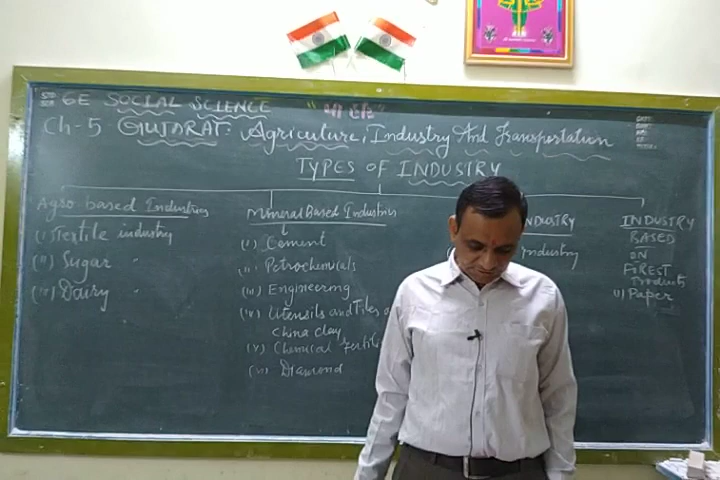 6E SOCIAL SCIENCE
Ch-5 GUJARAT: Agriculture, Industry And Transportation
TYPES OF INDUSTRY
Agro based Industries
(i) Textile industry
(ii) Sugar "
(iv) Dairy "
Mineral Based Industries
(i) Cement
(ii) Petrochemicals
(iii) Engineering
(iv) Utensils and Tiles
China clay
(v) Chemical Fertili
(vi) Diamond
NDUSTRY
industry
INDUSTRY
BASED
ON
FOREST
Products
(i) Paper